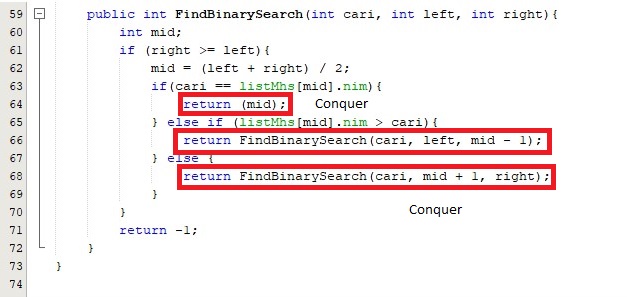 59 public int FindBinarySearch(int cari, int left, int right){
60 int mid;
61 if (right >= left){
62 mid = (left + right) / 2;
63 if(cari == listMhs[mid].nim){
64 return (mid); Conquer
65 } else if (listMhs[mid].nim > cari){
66 return FindBinarySearch(cari, left, mid - 1);
67 } else {
68 return FindBinarySearch(cari, mid + 1, right);
69 }
70 } Conquer
71 return -1;
72 }
73 }
74